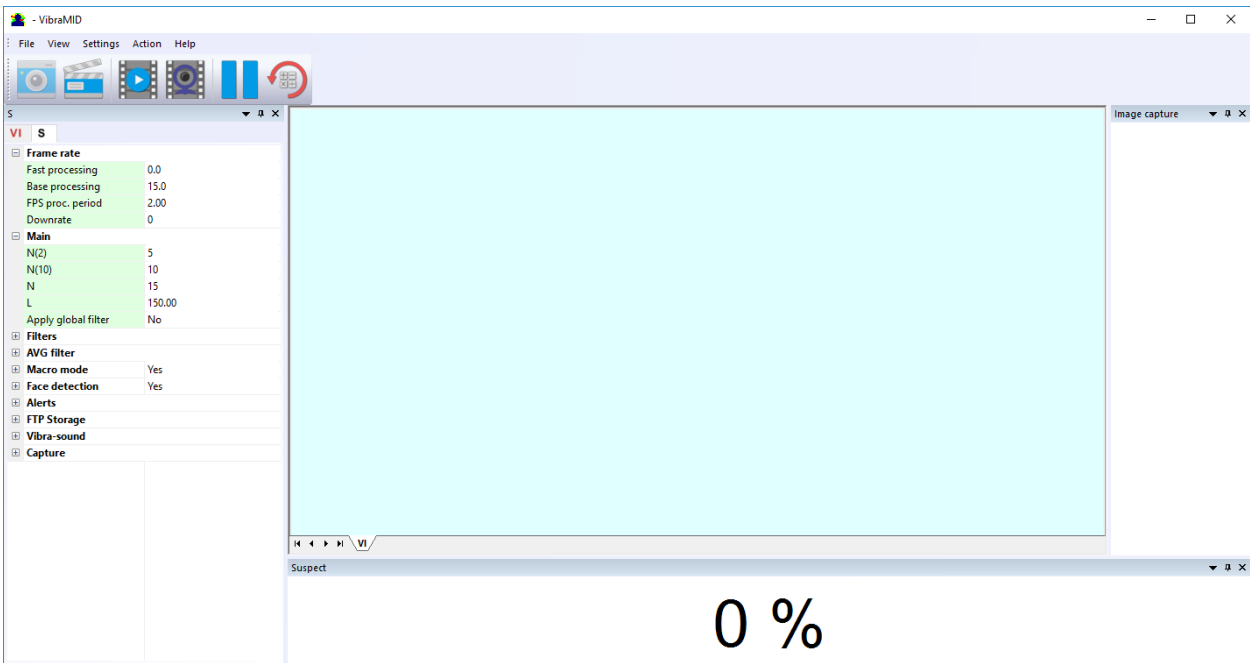 - VibraMID
File View Settings Action Help
S
VI S
Frame rate
Fast processing 0.0
Base processing 15.0
FPS proc. period 2.00
Downrate 0
Main
N(2) 5
N(10) 10
N 15
L 150.00
Apply global filter No
Filters
AVG filter
Macro mode Yes
Face detection Yes
Alerts
FTP Storage
Vibra-sound
Capture
VI
Image capture
Suspect
0 %